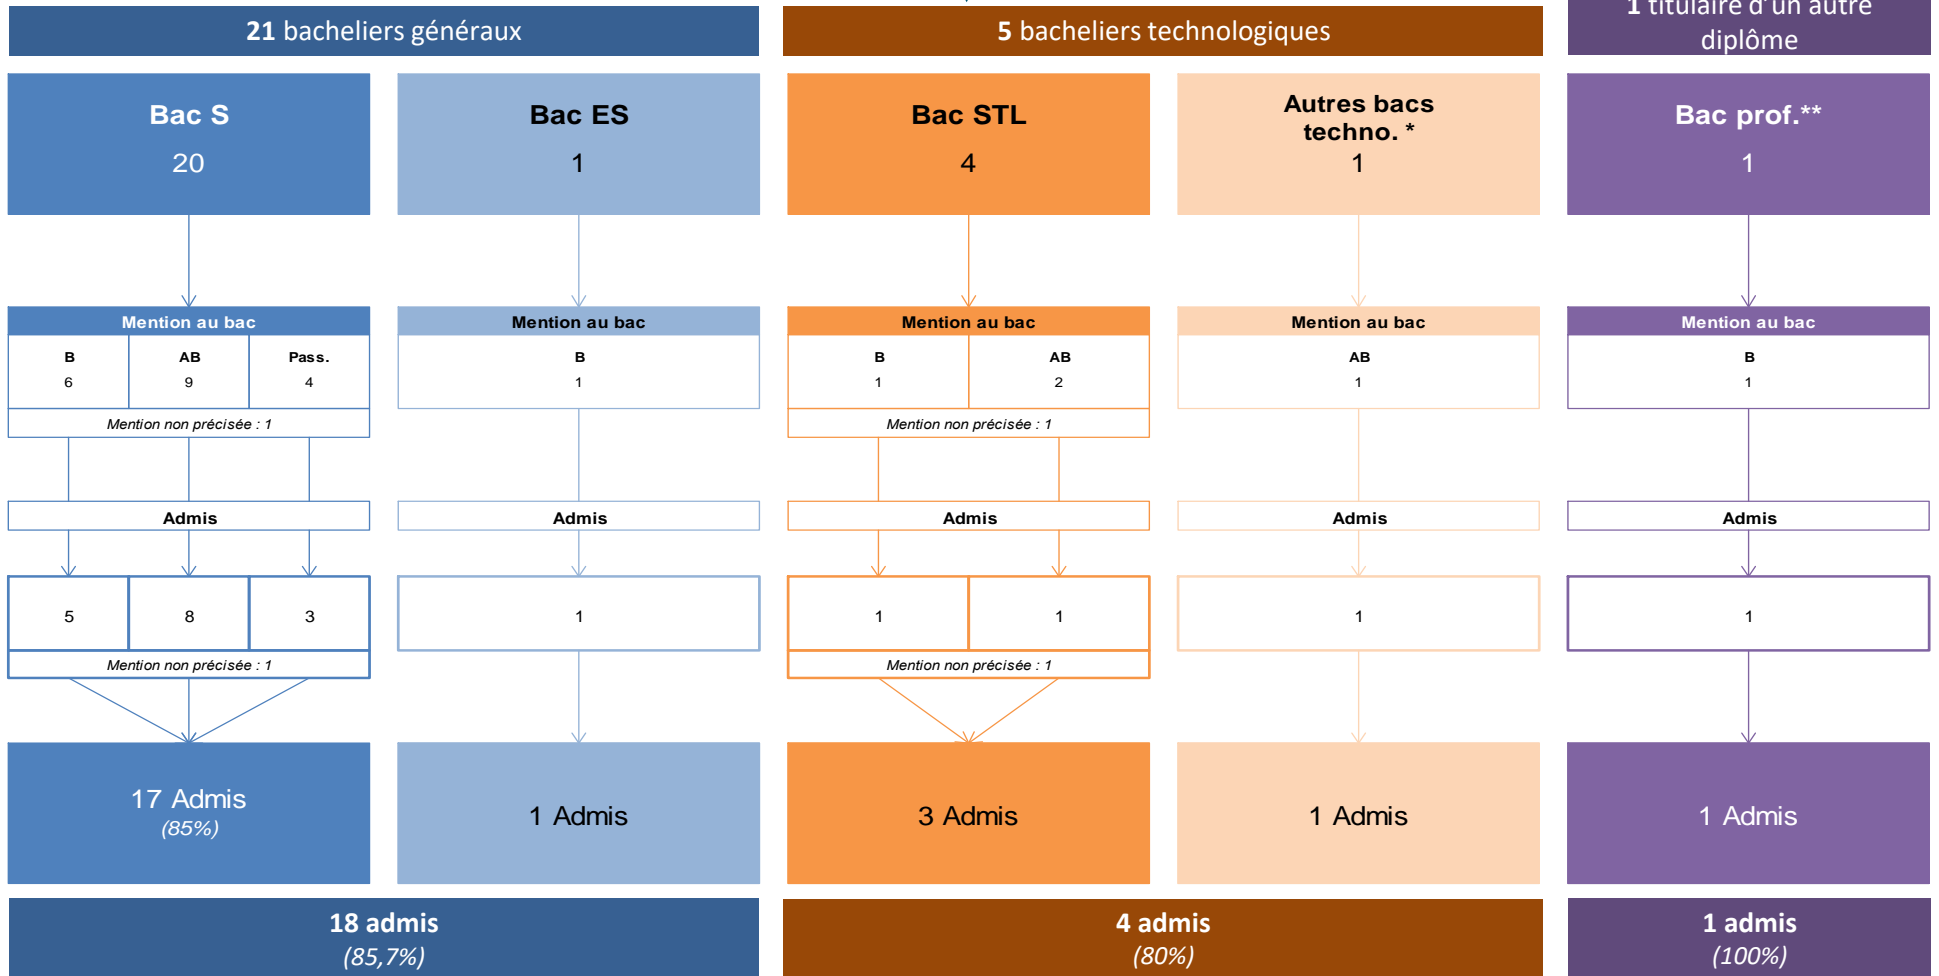 21 bacheliers généraux
5 bacheliers technologiques
1 titulaire d'un autre
diplôme
Bac S
20
Bac ES
1
Bac STL
4
Autres bacs
techno. *
1
Bac prof.**
1
Mention au bac
B
6
AB
9
Pass.
4
Mention non précisée : 1
Mention au bac
B
1
Mention au bac
B
1
AB
2
Mention non précisée : 1
Mention au bac
AB
1
Mention au bac
B
1
Admis
Admis
Admis
Admis
Admis
5
8
3
Mention non précisée : 1
1
1
1
Mention non précisée : 1
1
1
17 Admis
(85%)
1 Admis
3 Admis
1 Admis
1 Admis
18 admis
(85,7%)
4 admis
(80%)
1 admis
(100%)